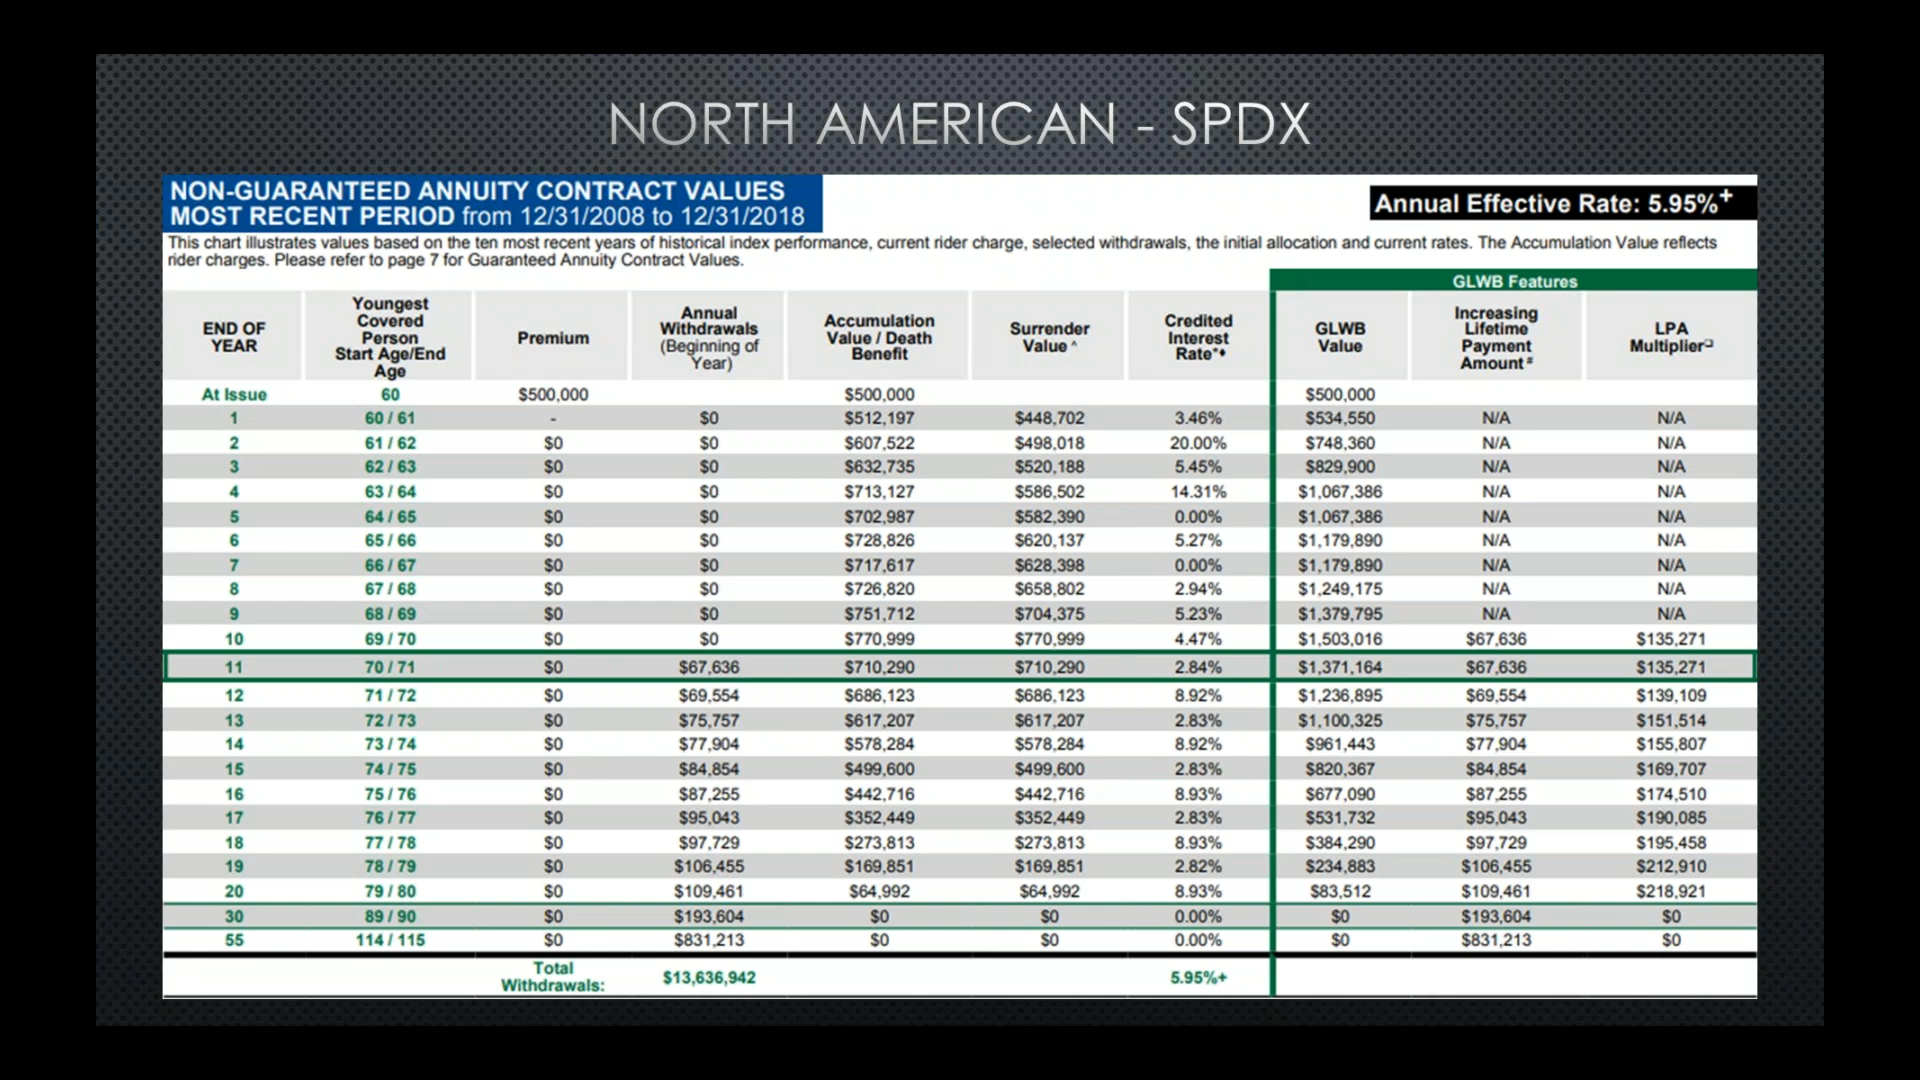 NORTH AMERICAN - SPDX
NON-GUARANTEED ANNUITY CONTRACT VALUES
MOST RECENT PERIOD from 12/31/2008 to 12/31/2018
Annual Effective Rate: 5.95%+
This chart illustrates values based on the ten most recent years of historical index performance, current rider charge, selected withdrawals, the initial allocation and current rates. The Accumulation Value reflects
rider charges. Please refer to page 7 for Guaranteed Annuity Contract Values.
GLWB Features
END OF YEAR Youngest Covered Person Start Age/End Age Premium Annual Withdrawals (Beginning of Year) Accumulation Value / Death Benefit Surrender Value ^ Credited Interest Rate*♦ GLWB Value Increasing Lifetime Payment Amount # LPA Multiplier❑
At Issue 60 $500,000 $500,000 $500,000
1 60 / 61 - $0 $512,197 $448,702 3.46% $534,550 N/A N/A
2 61 / 62 $0 $0 $607,522 $498,018 20.00% $748,360 N/A N/A
3 62 / 63 $0 $0 $632,735 $520,188 5.45% $829,900 N/A N/A
4 63 / 64 $0 $0 $713,127 $586,502 14.31% $1,067,386 N/A N/A
5 64 / 65 $0 $0 $702,987 $582,390 0.00% $1,067,386 N/A N/A
6 65 / 66 $0 $0 $728,826 $620,137 5.27% $1,179,890 N/A N/A
7 66 / 67 $0 $0 $717,617 $628,398 0.00% $1,179,890 N/A N/A
8 67 / 68 $0 $0 $726,820 $658,802 2.94% $1,249,175 N/A N/A
9 68 / 69 $0 $0 $751,712 $704,375 5.23% $1,379,795 N/A N/A
10 69 / 70 $0 $0 $770,999 $770,999 4.47% $1,503,016 $67,636 $135,271
11 70 / 71 $0 $67,636 $710,290 $710,290 2.84% $1,371,164 $67,636 $135,271
12 71 / 72 $0 $69,554 $686,123 $686,123 8.92% $1,236,895 $69,554 $139,109
13 72 / 73 $0 $75,757 $617,207 $617,207 2.83% $1,100,325 $75,757 $151,514
14 73 / 74 $0 $77,904 $578,284 $578,284 8.92% $961,443 $77,904 $155,807
15 74 / 75 $0 $84,854 $499,600 $499,600 2.83% $820,367 $84,854 $169,707
16 75 / 76 $0 $87,255 $442,716 $442,716 8.93% $677,090 $87,255 $174,510
17 76 / 77 $0 $95,043 $352,449 $352,449 2.83% $531,732 $95,043 $190,085
18 77 / 78 $0 $97,729 $273,813 $273,813 8.93% $384,290 $97,729 $195,458
19 78 / 79 $0 $106,455 $169,851 $169,851 2.82% $234,883 $106,455 $212,910
20 79 / 80 $0 $109,461 $64,992 $64,992 8.93% $83,512 $109,461 $218,921
30 89 / 90 $0 $193,604 $0 $0 0.00% $0 $193,604 $0
55 114 / 115 $0 $831,213 $0 $0 0.00% $0 $831,213 $0
Total Withdrawals: $13,636,942 5.95%+